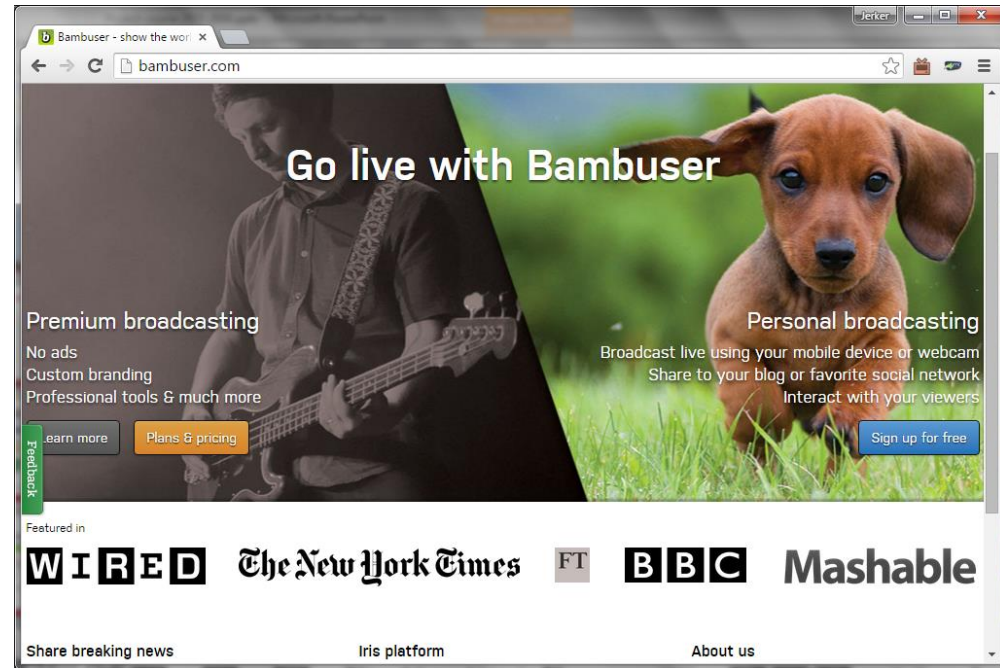 Jerker
Bambuser - show the wor
bambuser.com
Go live with Bambuser
Premium broadcasting
No ads
Custom branding
Professional tools & much more
Learn more
Plans & pricing
Personal broadcasting
Broadcast live using your mobile device or webcam
Share to your blog or favorite social network
Interact with your viewers
Sign up for free
Feedback
Featured in
WIRED
The New York Times
FT
BBC
Mashable
Share breaking news
Iris platform
About us